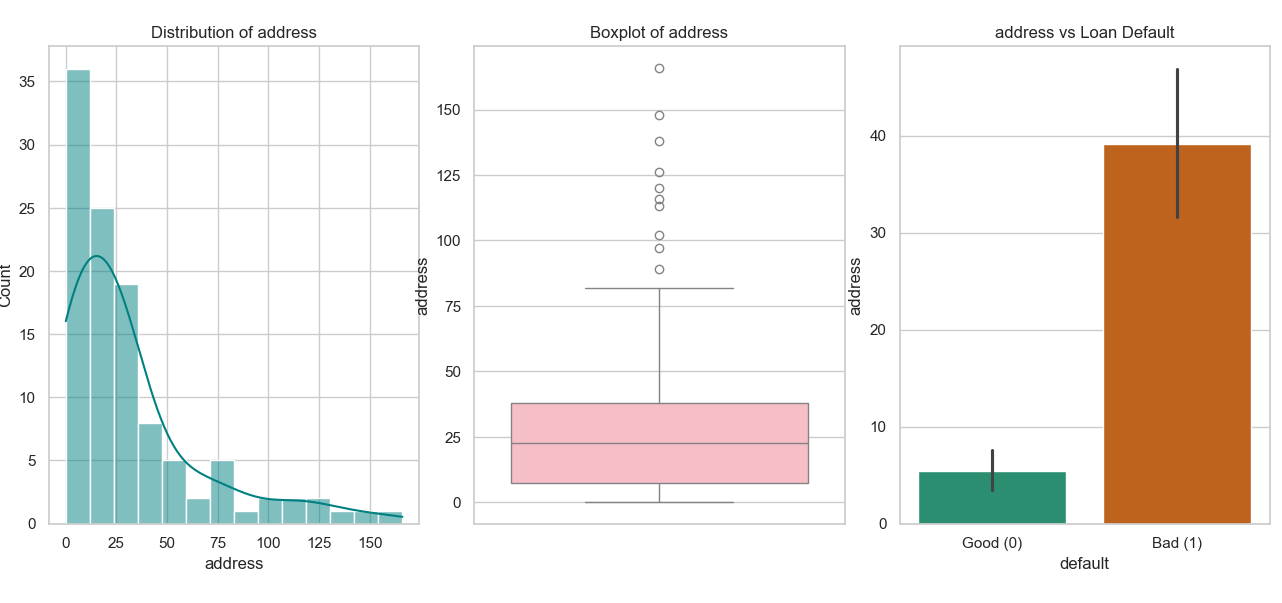 Distribution of address
Count
35
30
25
20
15
10
5
0
0 25 50 75 100 125 150
address
Boxplot of address
address
150
125
100
75
50
25
0
address vs Loan Default
address
40
30
20
10
0
Good (0) Bad (1)
default